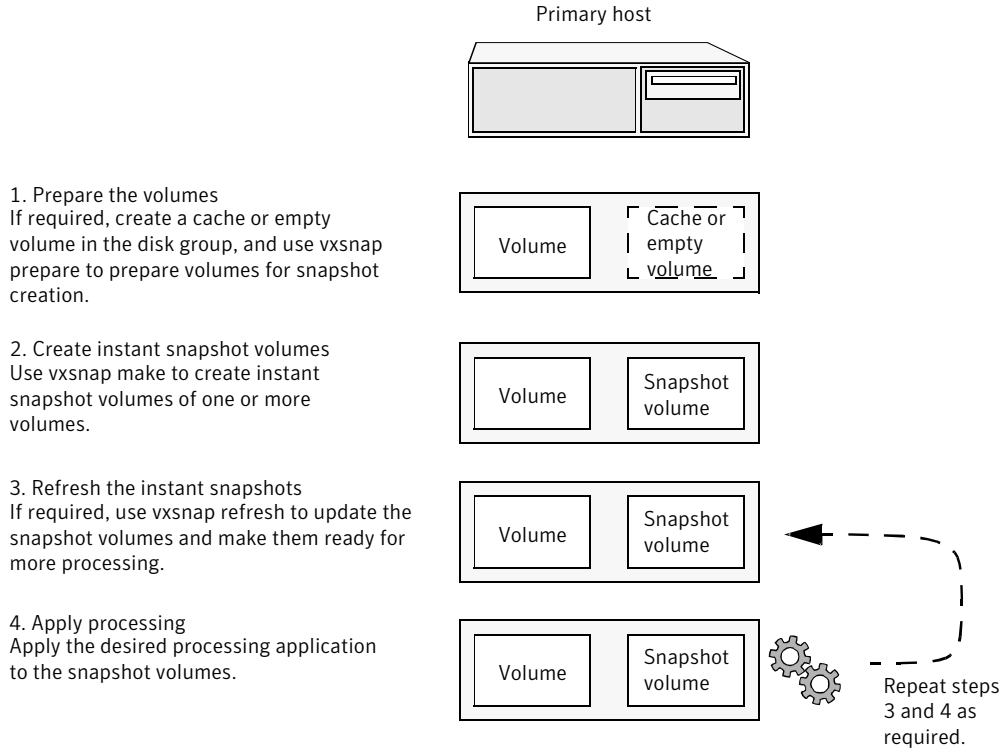 Primary host
1. Prepare the volumes
If required, create a cache or empty
volume in the disk group, and use vxsnap
prepare to prepare volumes for snapshot
creation.
Volume
Cache or
empty
volume
2. Create instant snapshot volumes
Use vxsnap make to create instant
snapshot volumes of one or more
volumes.
Volume
Snapshot
volume
3. Refresh the instant snapshots
If required, use vxsnap refresh to update the
snapshot volumes and make them ready for
more processing.
Volume
Snapshot
volume
4. Apply processing
Apply the desired processing application
to the snapshot volumes.
Volume
Snapshot
volume
Repeat steps
3 and 4 as
required.